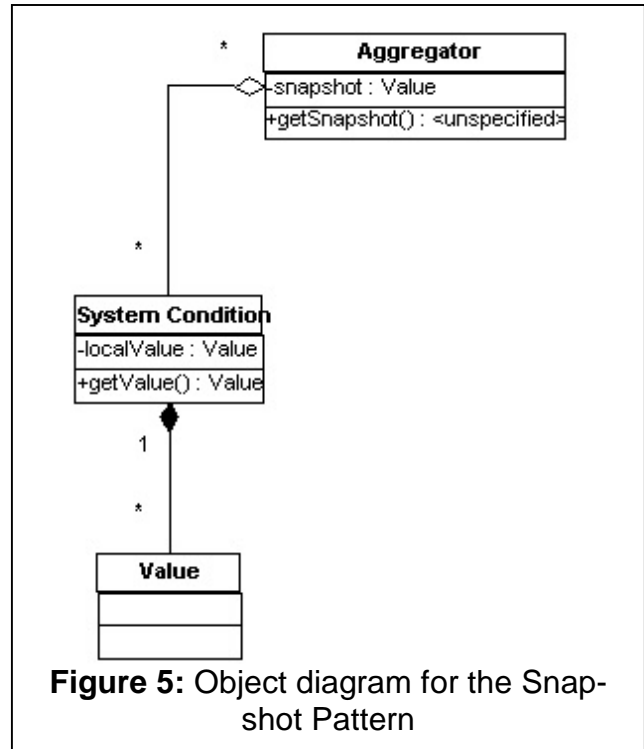 *
Aggregator
-snapshot : Value
+getSnapshot() : <unspecified>
*
System Condition
-localValue : Value
+getValue() : Value
1
*
Value
Figure 5: Object diagram for the Snap-
shot Pattern